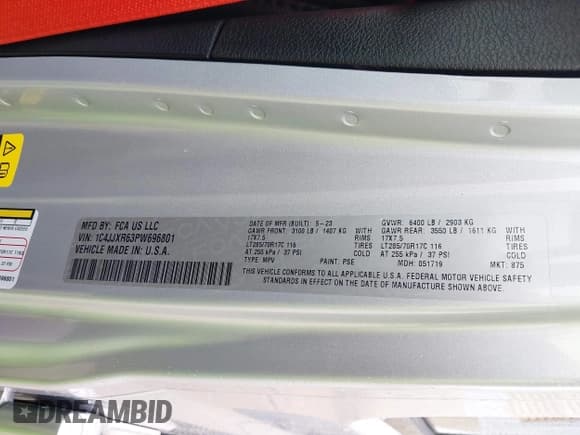 MFD BY: FCA US LLC
VIN: 1C4JJXR63PW696801
VEHICLE MADE IN: U.S.A.
DATE OF MFR (BUILT): 5-23
GVWR: 6400 LB / 2903 KG
GAWR FRONT: 3100 LB / 1407 KG WITH
GAWR REAR: 3550 LB / 1611 KG WITH
17X7.5
17X7.5
LT285/70R17C 116 TIRES
LT285/70R17C 116 TIRES
AT 255 kPa / 37 PSI COLD
AT 255 kPa / 37 PSI COLD
TYPE: MPV PAINT: PSE MDH: 051719 MKT: 875
THIS VEHICLE CONFORMS TO ALL APPLICABLE U.S.A. FEDERAL MOTOR VEHICLE SAFETY
STANDARDS IN EFFECT ON THE DATE OF MANUFACTURE SHOWN ABOVE.
DREAMBID